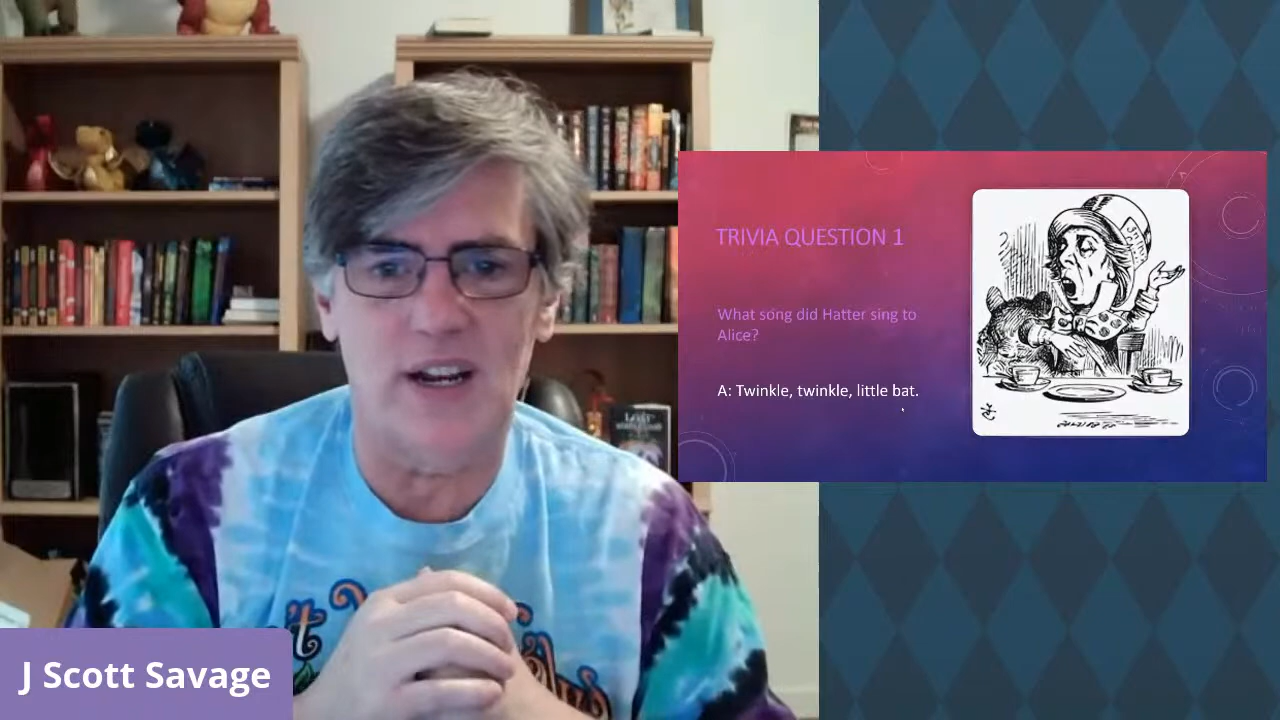 TRIVIA QUESTION 1
What song did Hatter sing to
Alice?
A: Twinkle, twinkle, little bat.
J Scott Savage